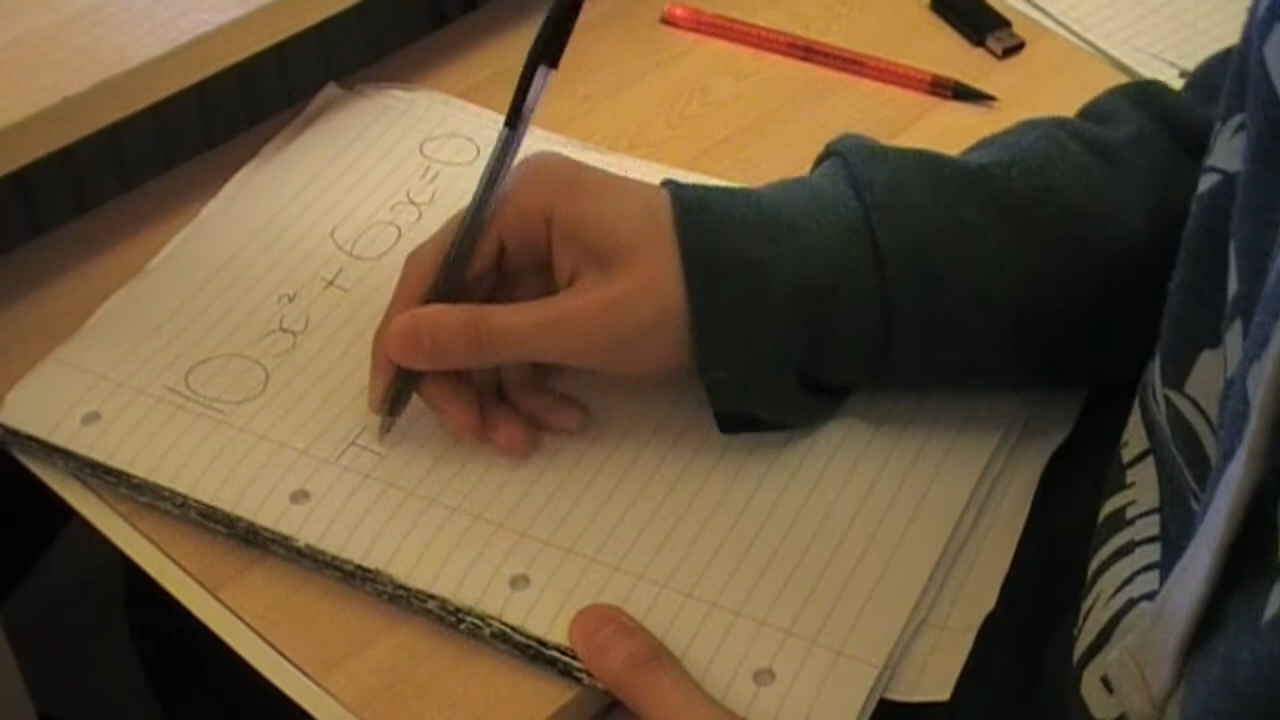 10x² + 6x = 0
T